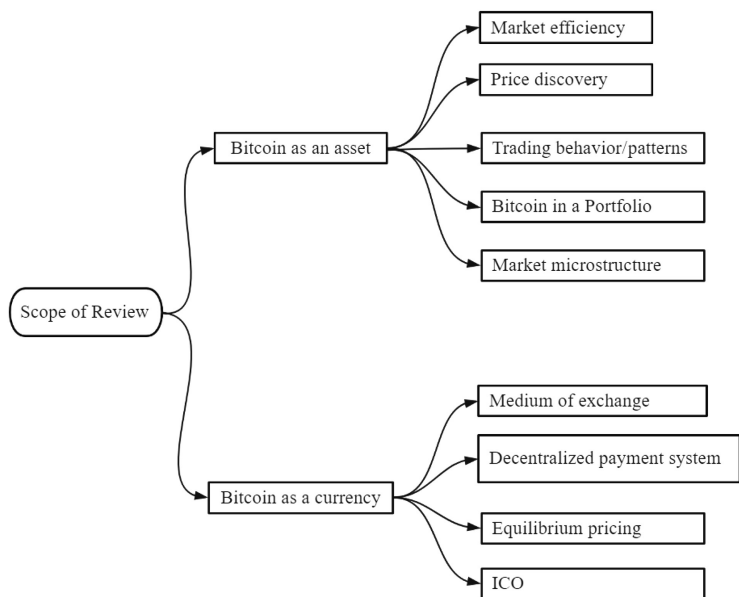 Market efficiency
Price discovery
Bitcoin as an asset
Trading behavior/patterns
Bitcoin in a Portfolio
Market microstructure
Scope of Review
Medium of exchange
Decentralized payment system
Bitcoin as a currency
Equilibrium pricing
ICO